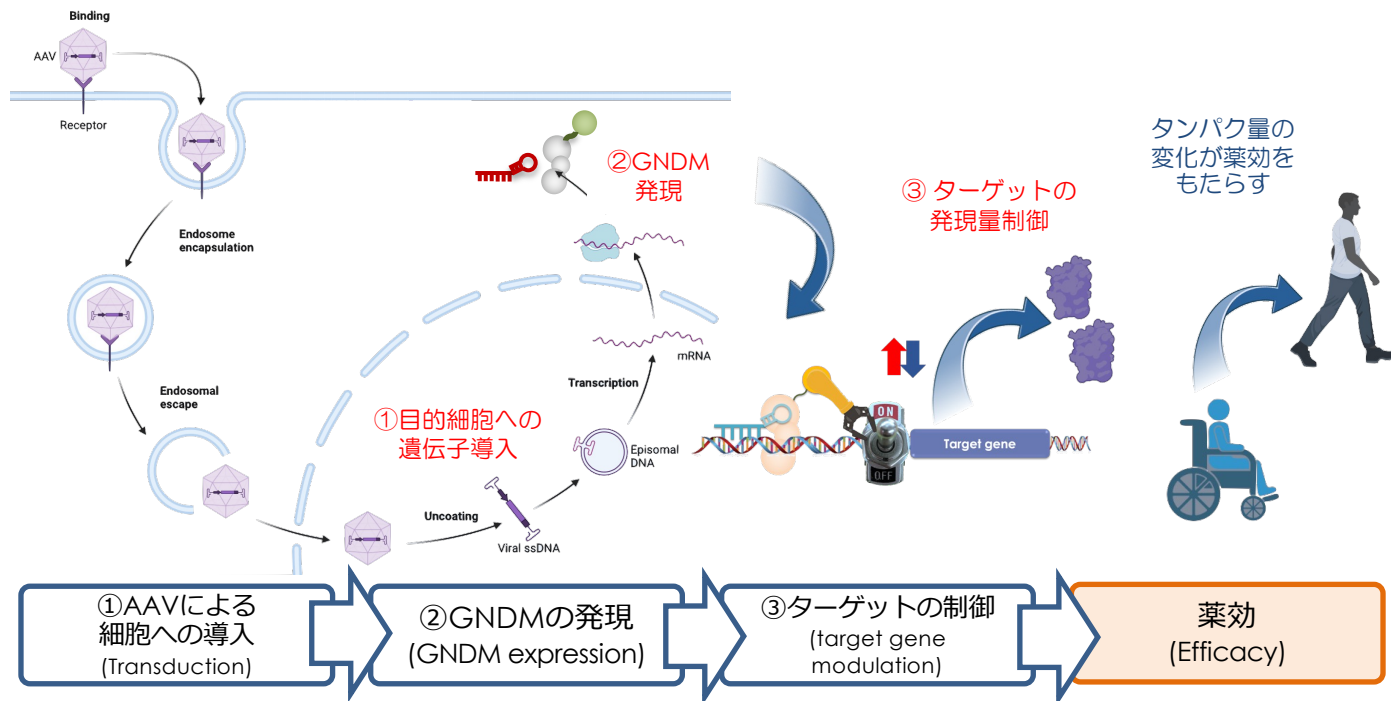 Binding
AAV
Receptor
Endosome
encapsulation
Endosomal
escape
①目的細胞への
遺伝子導入
Uncoating
Viral ssDNA
Episomal
DNA
Transcription
mRNA
②GNDM
発現
③ ターゲットの
発現量制御
ON
OFF
Target gene
タンパク量の
変化が薬効を
もたらす
①AAVによる
細胞への導入
(Transduction)
②GNDMの発現
(GNDM expression)
③ターゲットの制御
(target gene
modulation)
薬効
(Efficacy)